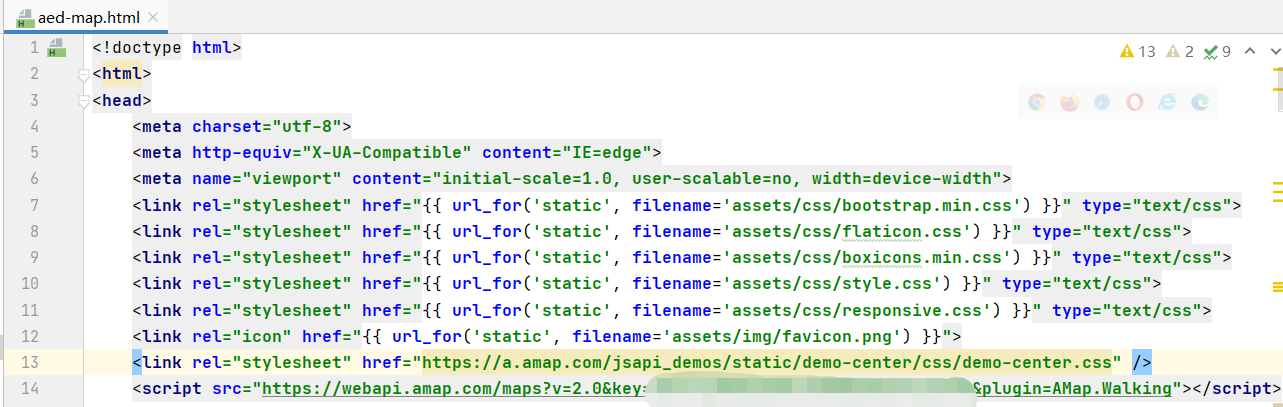 aed-map.html
13 2 9
1 <!doctype html>
2 <html>
3 <head>
4 <meta charset="utf-8">
5 <meta http-equiv="X-UA-Compatible" content="IE=edge">
6 <meta name="viewport" content="initial-scale=1.0, user-scalable=no, width=device-width">
7 <link rel="stylesheet" href="{{ url_for('static', filename='assets/css/bootstrap.min.css') }}" type="text/css">
8 <link rel="stylesheet" href="{{ url_for('static', filename='assets/css/flaticon.css') }}" type="text/css">
9 <link rel="stylesheet" href="{{ url_for('static', filename='assets/css/boxicons.min.css') }}" type="text/css">
10 <link rel="stylesheet" href="{{ url_for('static', filename='assets/css/style.css') }}" type="text/css">
11 <link rel="stylesheet" href="{{ url_for('static', filename='assets/css/responsive.css') }}" type="text/css">
12 <link rel="icon" href="{{ url_for('static', filename='assets/img/favicon.png') }}">
13 <link rel="stylesheet" href="https://a.amap.com/jsapi_demos/static/demo-center/css/demo-center.css" />
14 <script src="https://webapi.amap.com/maps?v=2.0&key=&plugin=AMap.Walking"></script>